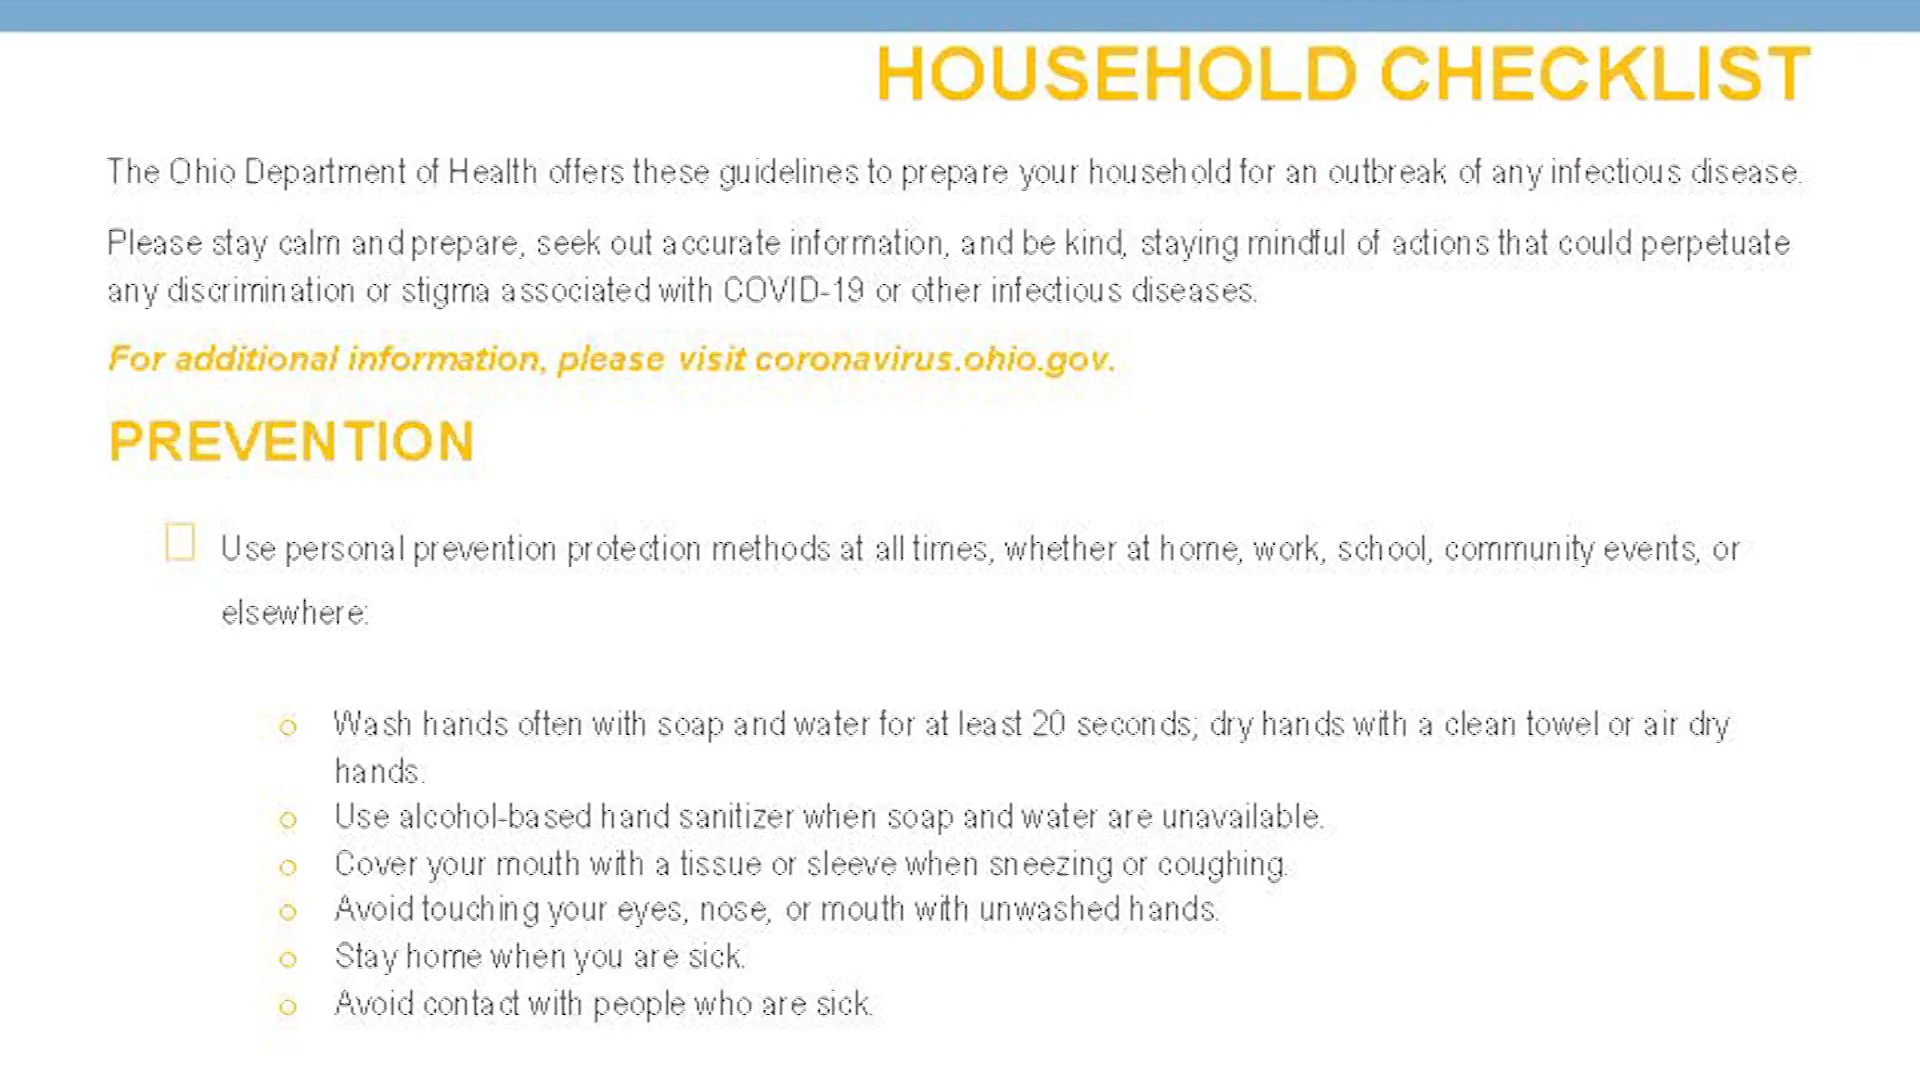 HOUSEHOLD CHECKLIST
The Ohio Department of Health offers these guidelines to prepare your household for an outbreak of any infectious disease.
Please stay calm and prepare, seek out accurate information, and be kind, staying mindful of actions that could perpetuate
any discrimination or stigma associated with COVID-19 or other infectious diseases.
For additional information, please visit coronavirus.ohio.gov.
PREVENTION
Use personal prevention protection methods at all times, whether at home, work, school, community events, or
elsewhere:
o Wash hands often with soap and water for at least 20 seconds; dry hands with a clean towel or air dry
hands.
o Use alcohol-based hand sanitizer when soap and water are unavailable.
o Cover your mouth with a tissue or sleeve when sneezing or coughing.
o Avoid touching your eyes, nose, or mouth with unwashed hands.
o Stay home when you are sick.
o Avoid contact with people who are sick.